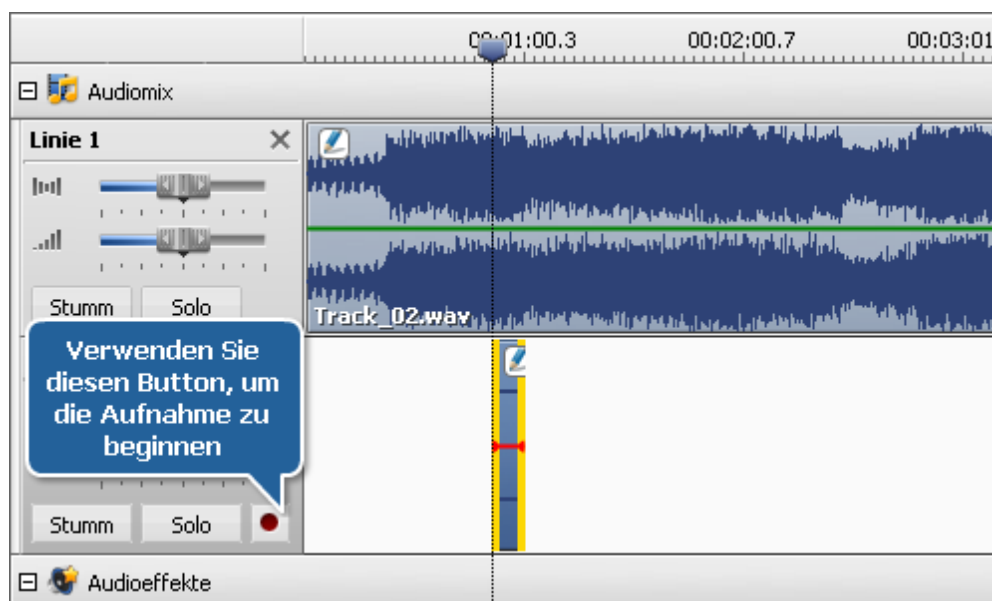 00:01:00.3 00:02:00.7 00:03:01
Audiomix
Linie 1
Stumm Solo
Track_02.wav
Verwenden Sie
diesen Button, um
die Aufnahme zu
beginnen
Stumm Solo
Audioeffekte